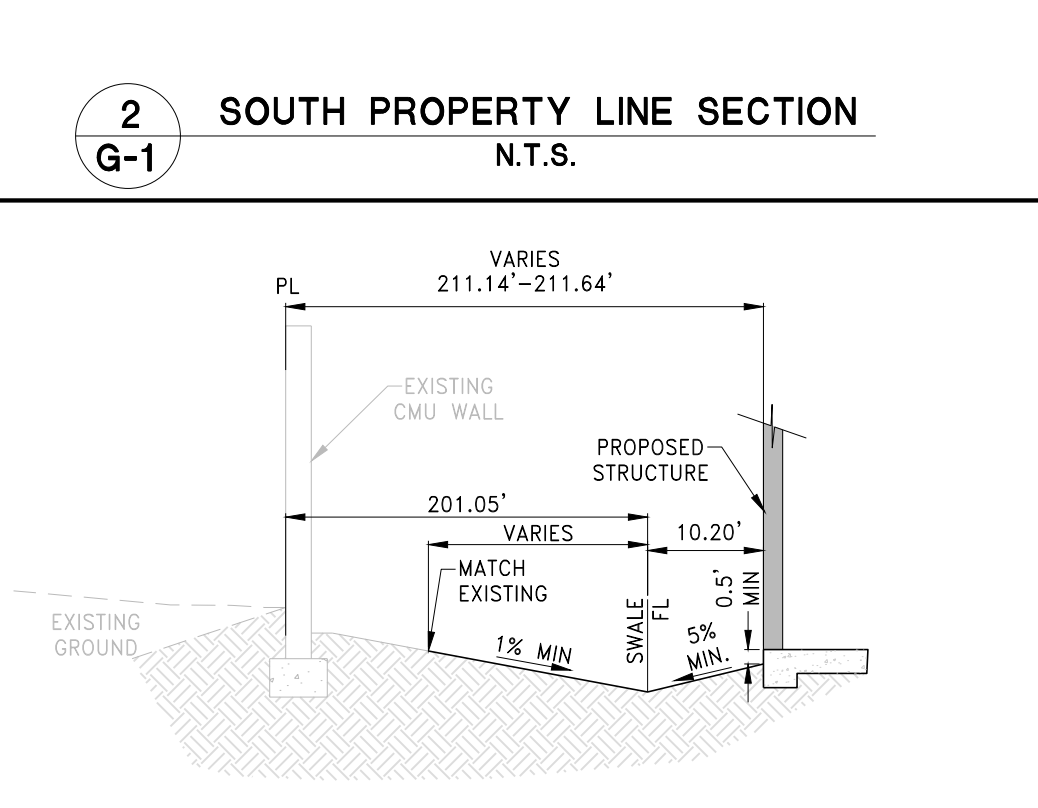 2
G-1
SOUTH PROPERTY LINE SECTION
N.T.S.
VARIES
211.14'-211.64'
PL
EXISTING
CMU WALL
PROPOSED
STRUCTURE
201.05'
VARIES
10.20'
MATCH
EXISTING
0.5'
MIN
EXISTING
GROUND
SWALE
FL
1% MIN
5%
MIN.